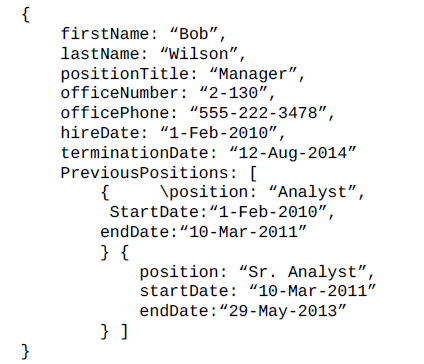 {
firstName: “Bob”,
lastName: “Wilson”,
positionTitle: “Manager”,
officeNumber: “2-130”,
officePhone: “555-222-3478”,
hireDate: “1-Feb-2010”,
terminationDate: “12-Aug-2014”
PreviousPositions: [
{ \position: “Analyst”,
StartDate:“1-Feb-2010”,
endDate:“10-Mar-2011”
} {
position: “Sr. Analyst”,
startDate: “10-Mar-2011”
endDate:“29-May-2013”
} ]
}